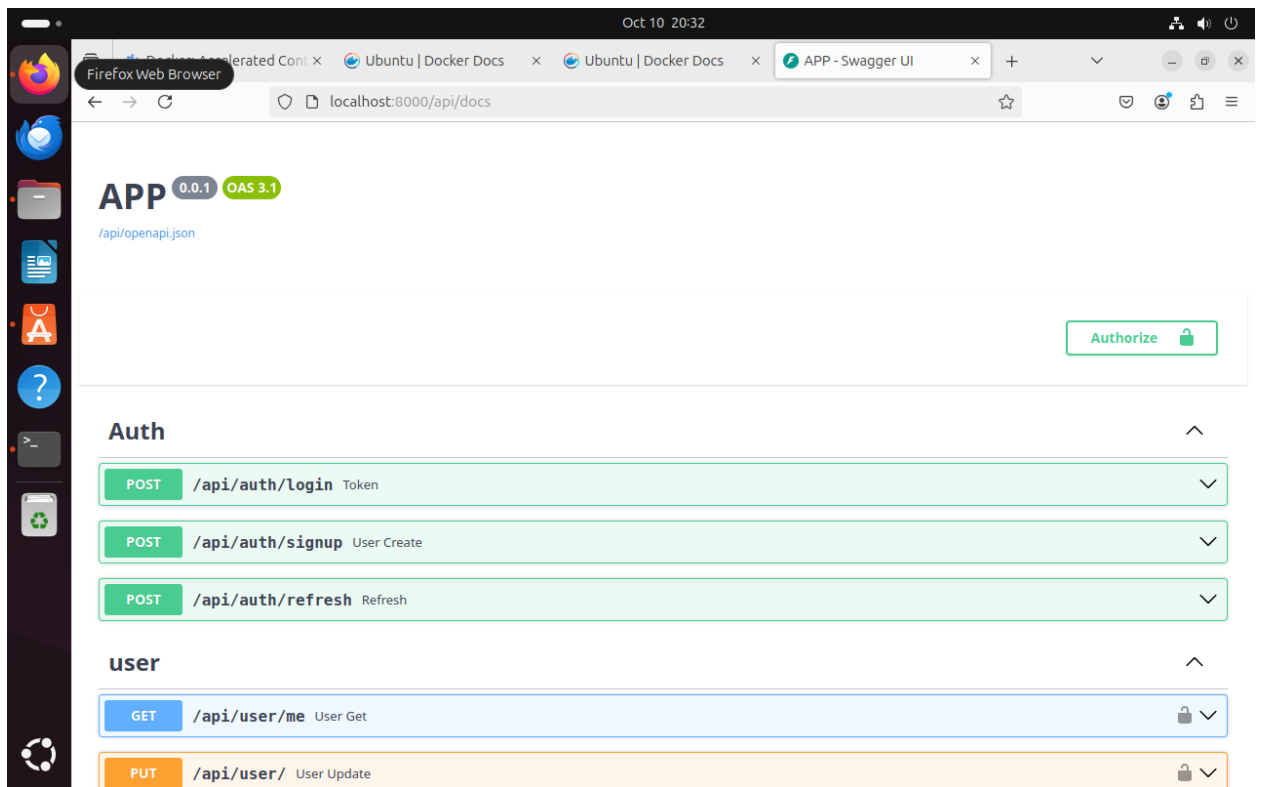 Oct 10 20:32
Firefox Web Browser
Ubuntu | Docker Docs
Ubuntu | Docker Docs
APP - Swagger UI
localhost:8000/api/docs
APP 0.0.1 OAS 3.1
/api/openapi.json
Authorize
Auth
POST /api/auth/login Token
POST /api/auth/signup User Create
POST /api/auth/refresh Refresh
user
GET /api/user/me User Get
PUT /api/user/ User Update